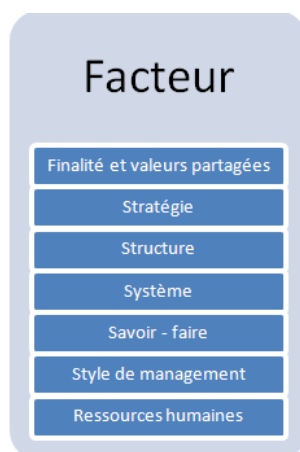 Facteur
Finalité et valeurs partagées
Stratégie
Structure
Système
Savoir - faire
Style de management
Ressources humaines